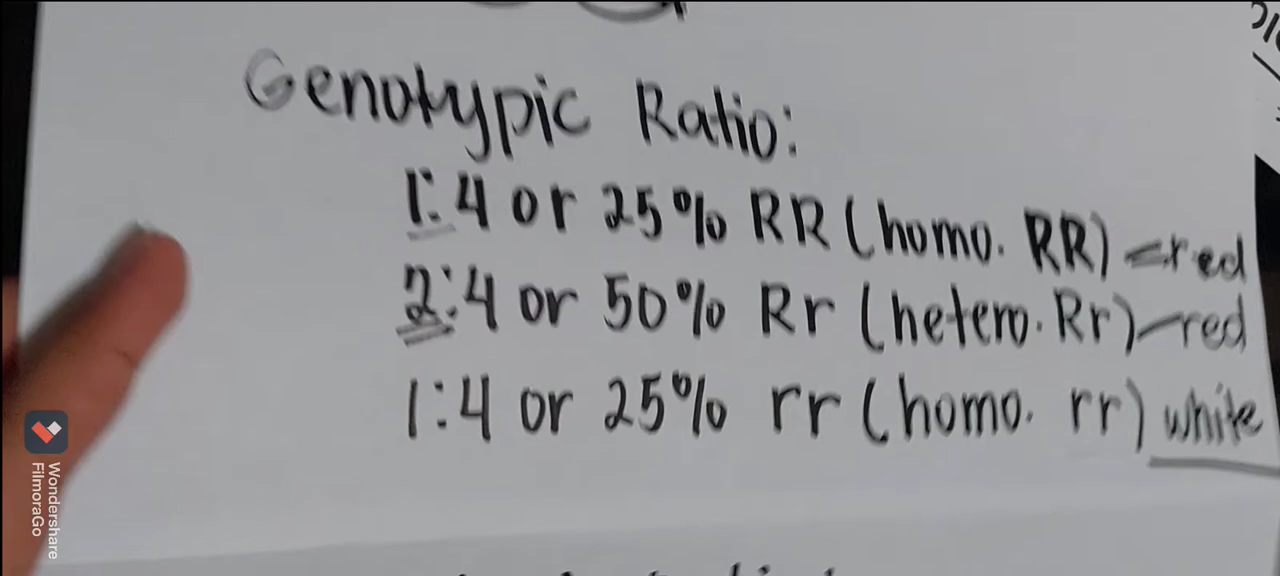 Genotypic Ratio:
1:4 or 25% RR (homo. RR) - red
2:4 or 50% Rr (hetero. Rr) - red
1:4 or 25% rr (homo. rr) white
Wondershare
FilmoraGo